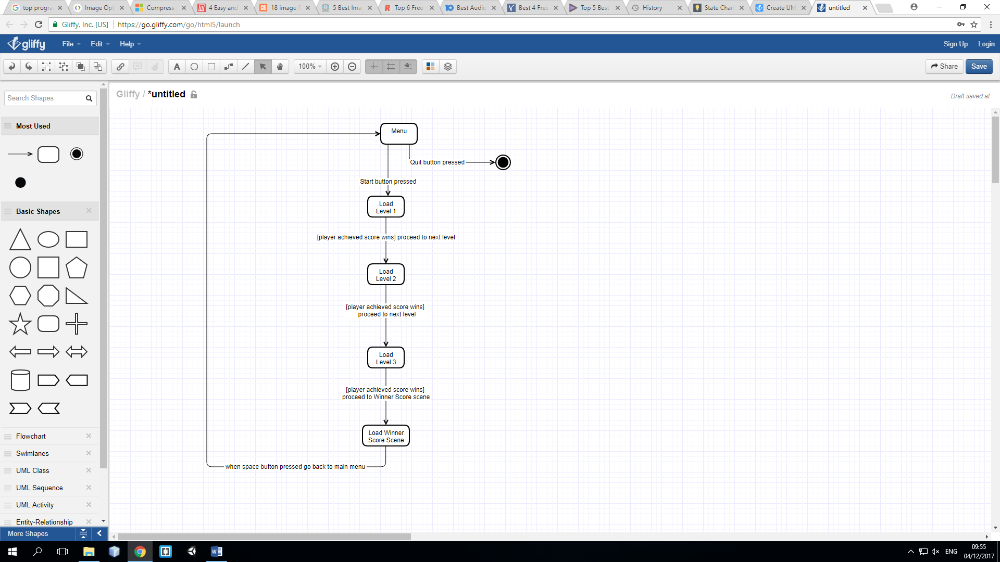 top progra
Image Opt
Compress
4 Easy and
18 image f
5 Best Ima
Top 6 Free
Best Audio
Best 4 Free
Top 5 Best
History
State Chart
Create UM
untitled
Gliffy, Inc. [US]
https://go.gliffy.com/go/html5/launch
gliffy
File
Edit
Help
Sign Up
Login
A
100%
Share
Save
Search Shapes
Gliffy / *untitled
Draft saved at
Most Used
Basic Shapes
Flowchart
Swimlanes
UML Class
UML Sequence
UML Activity
Entity-Relationship
More Shapes
Menu
Quit button pressed
Start button pressed
Load
Level 1
[player achieved score wins] proceed to next level
Load
Level 2
[player achieved score wins]
proceed to next level
Load
Level 3
[player achieved score wins]
proceed to Winner Score scene
Load Winner
Score Scene
when space button pressed go back to main menu
ENG
09:55
04/12/2017